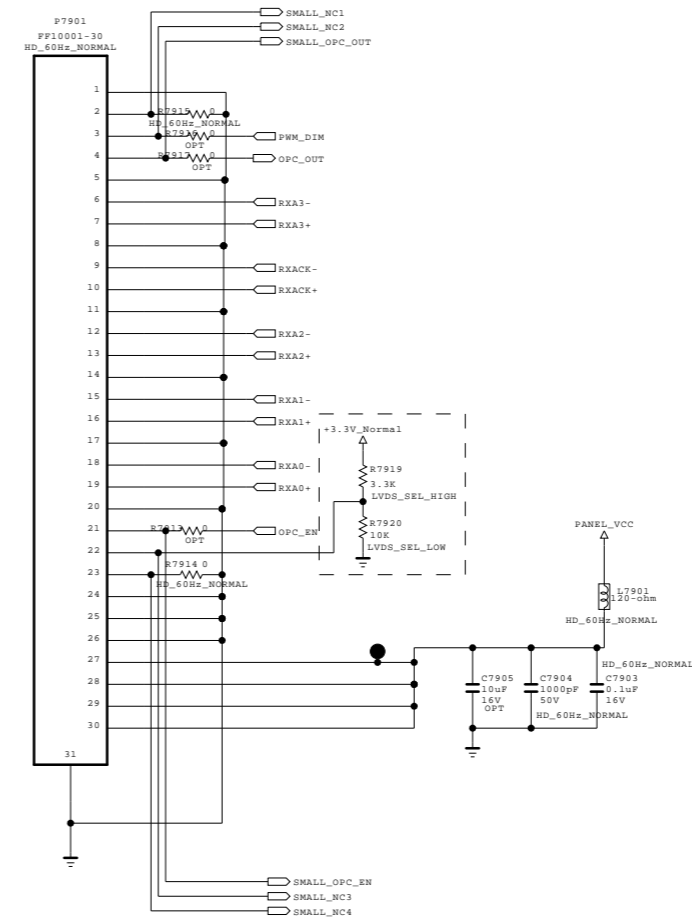 SMALL_NC1
SMALL_NC2
SMALL_OPC_OUT
P7901
FF10001-30
HD_60Hz_NORMAL
1
2
R7915 0
HD_60Hz_NORMAL
3
R7916 0
OPT
PWM_DIM
4
R7917 0
OPT
OPC_OUT
5
6
RXA3-
7
RXA3+
8
9
RXACK-
10
RXACK+
11
12
RXA2-
13
RXA2+
14
15
RXA1-
16
RXA1+
17
18
RXA0-
19
RXA0+
20
21
R7913 0
OPT
OPC_EN
22
23
R7914 0
HD_60Hz_NORMAL
24
25
26
27
28
29
30
31
+3.3V_Normal
R7919
3.3K
LVDS_SEL_HIGH
R7920
10K
LVDS_SEL_LOW
PANEL_VCC
L7901
120-ohm
HD_60Hz_NORMAL
C7905
10uF
16V
OPT
C7904
1000pF
50V
HD_60Hz_NORMAL
HD_60Hz_NORMAL
C7903
0.1uF
16V
SMALL_OPC_EN
SMALL_NC3
SMALL_NC4